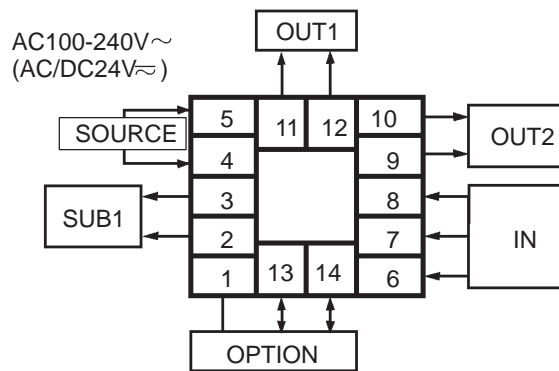 OUT1
AC100-240V～
(AC/DC24V⎓)
5 11 12 10
SOURCE
OUT2
4 9
3 8
SUB1
2 7
IN
1 13 14 6
OPTION